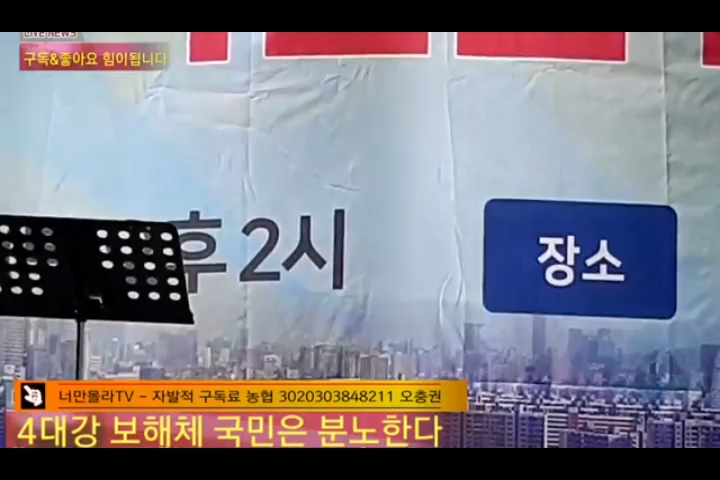 LIVE NEWS
구독&좋아요 힘이됩니다
후 2시
장소
너만몰라TV - 자발적 구독료 농협 3020303848211 오충권
4대강 보해체 국민은 분노한다